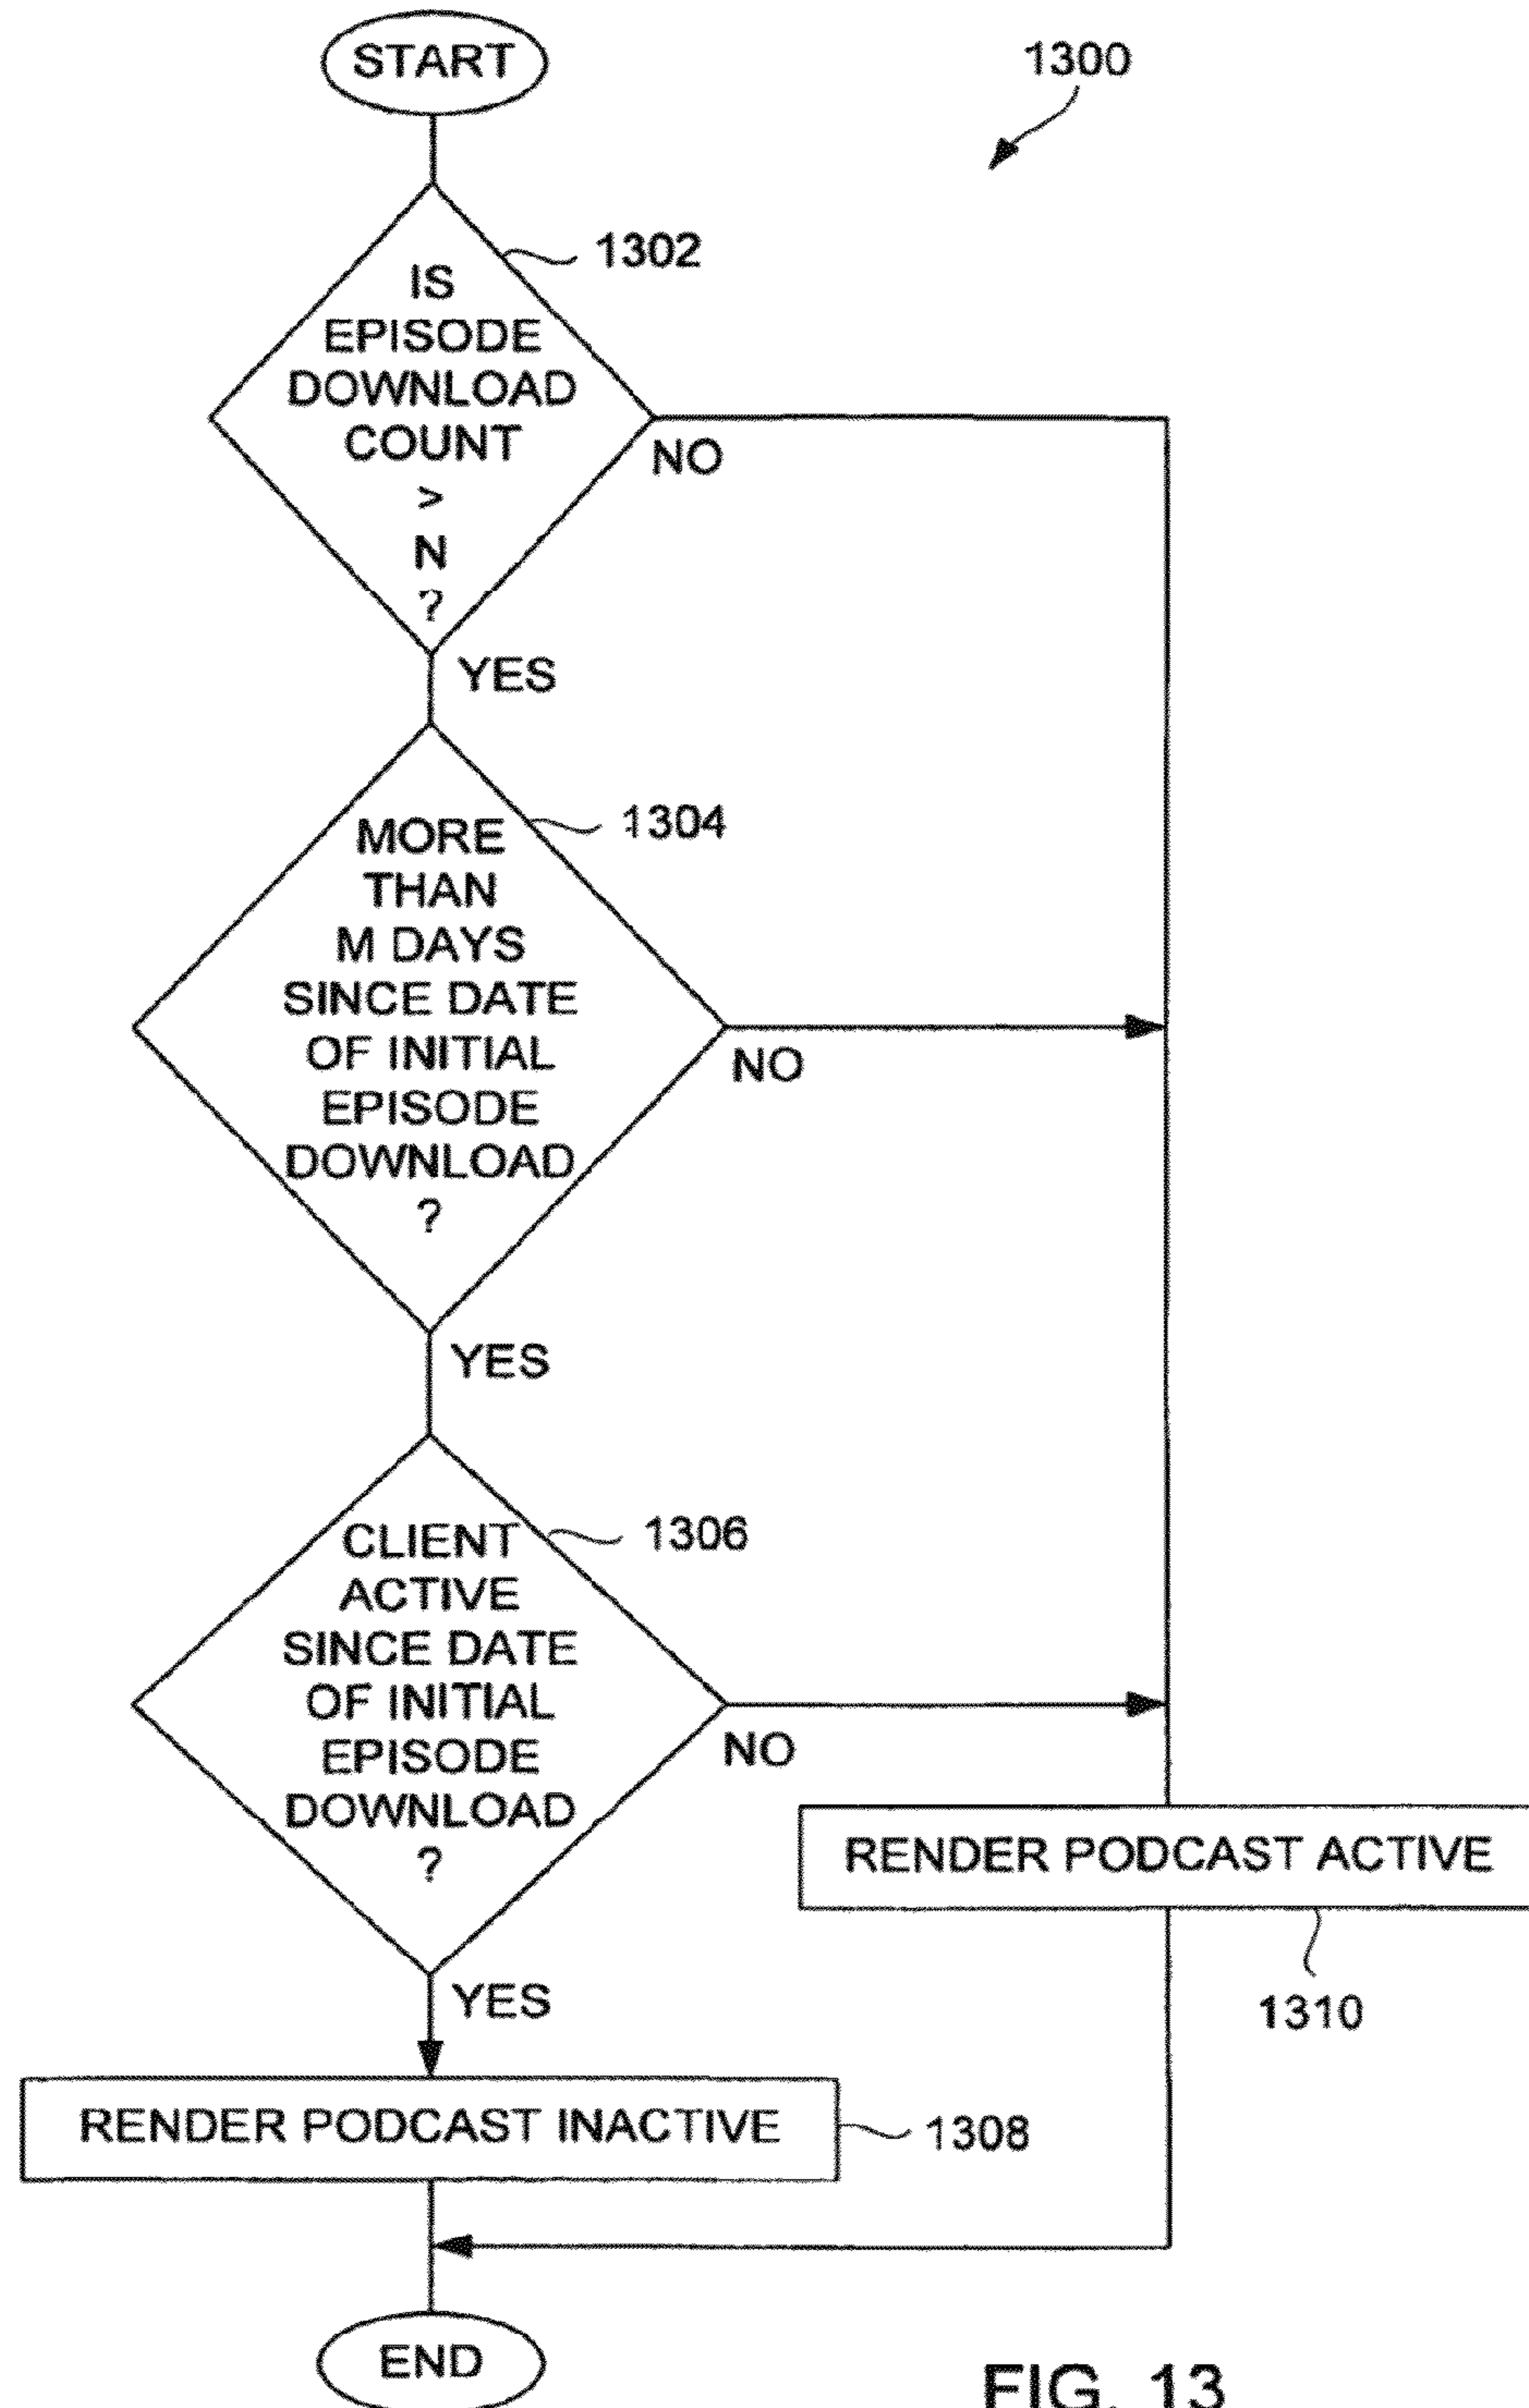 START
1300
1302
IS
EPISODE
DOWNLOAD
COUNT
>
N
?
NO
YES
1304
MORE
THAN
M DAYS
SINCE DATE
OF INITIAL
EPISODE
DOWNLOAD
?
NO
YES
1306
CLIENT
ACTIVE
SINCE DATE
OF INITIAL
EPISODE
DOWNLOAD
?
NO
RENDER PODCAST ACTIVE
1310
YES
RENDER PODCAST INACTIVE
1308
END
FIG. 13